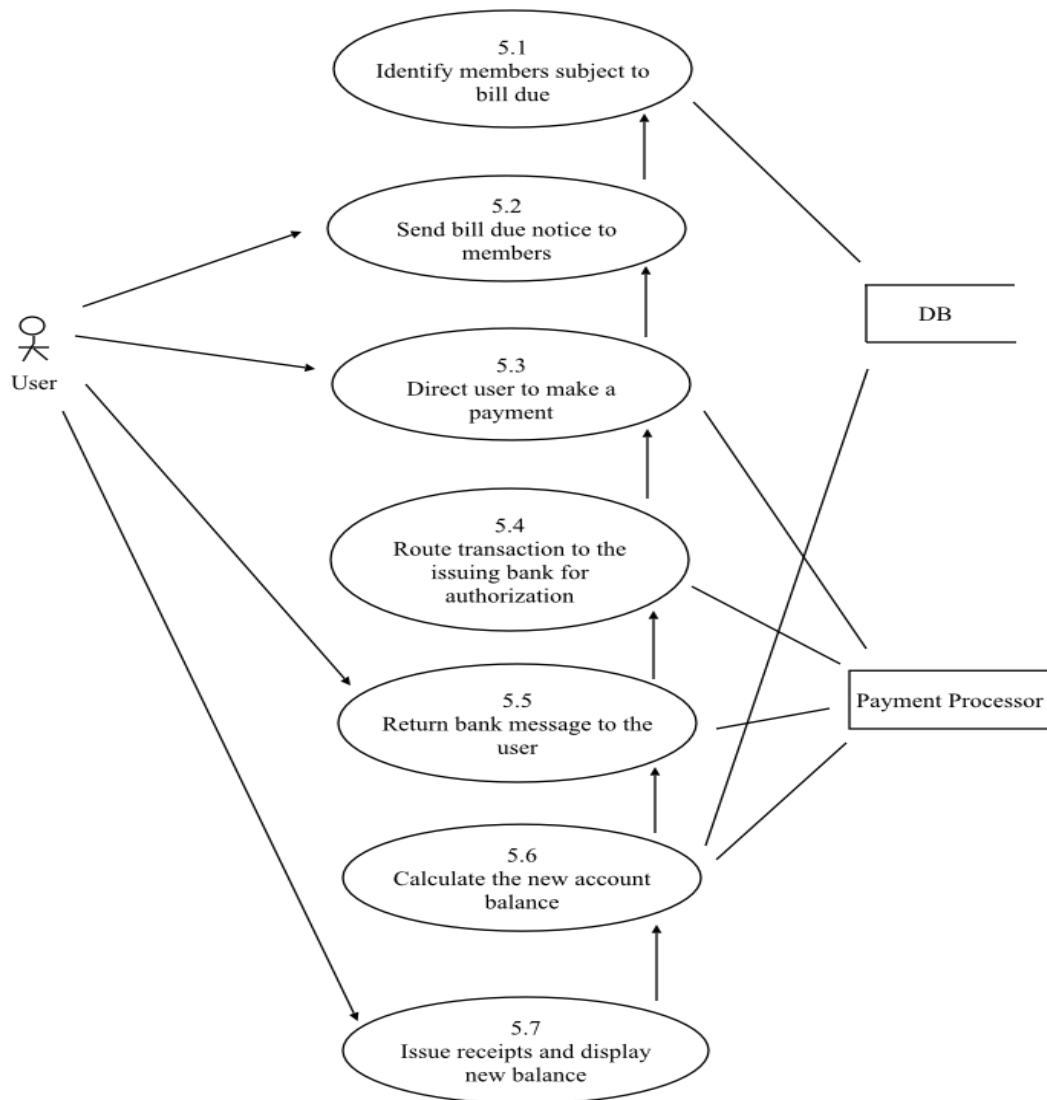 5.1
Identify members subject to
bill due
5.2
Send bill due notice to
members
DB
5.3
Direct user to make a
payment
User
5.4
Route transaction to the
issuing bank for
authorization
5.5
Return bank message to the
user
Payment Processor
5.6
Calculate the new account
balance
5.7
Issue receipts and display
new balance